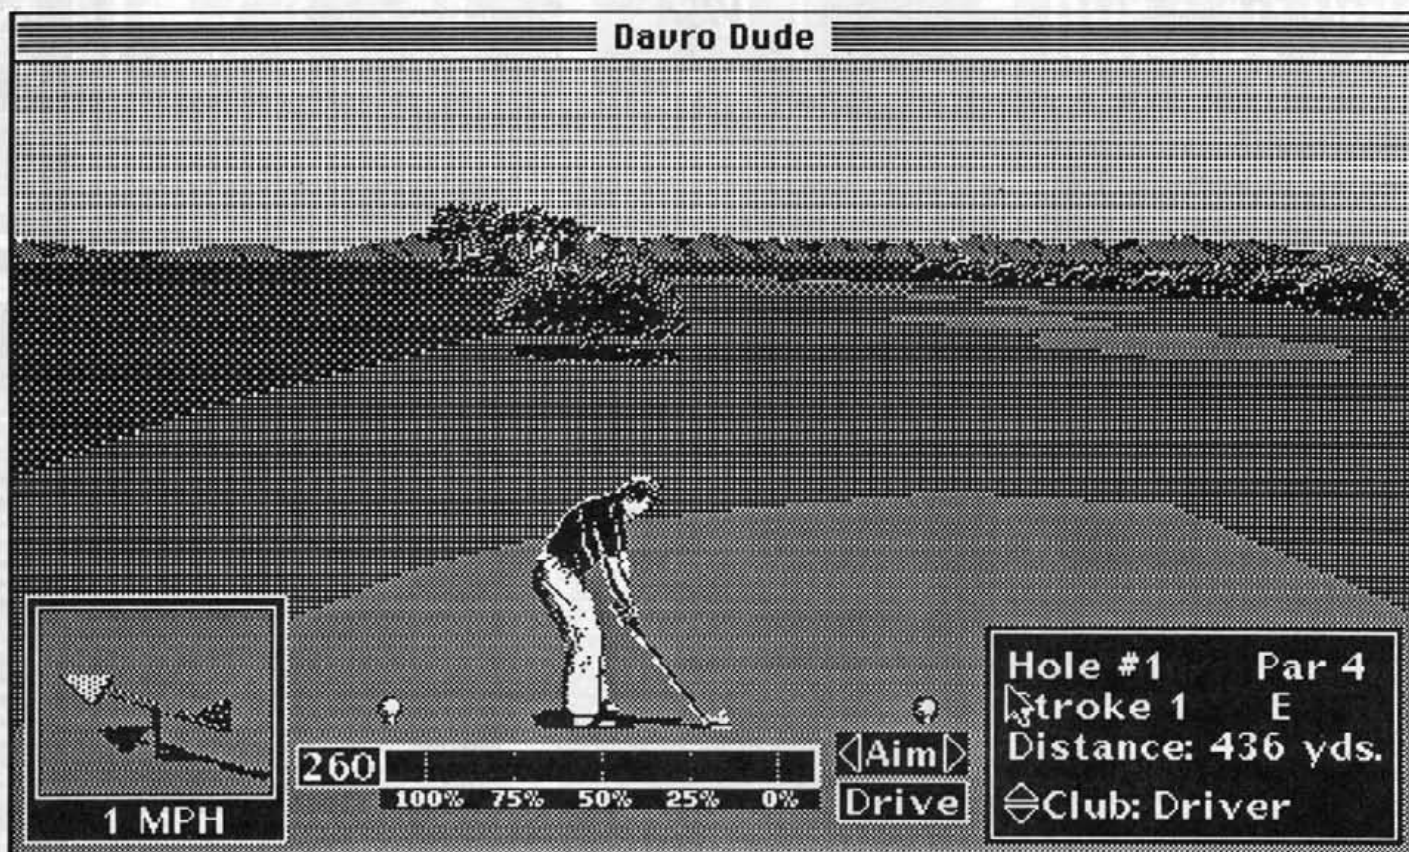 Davro Dude
1 MPH
260
100% 75% 50% 25% 0%
Aim
Drive
Hole #1 Par 4
Stroke 1 E
Distance: 436 yds.
Club: Driver